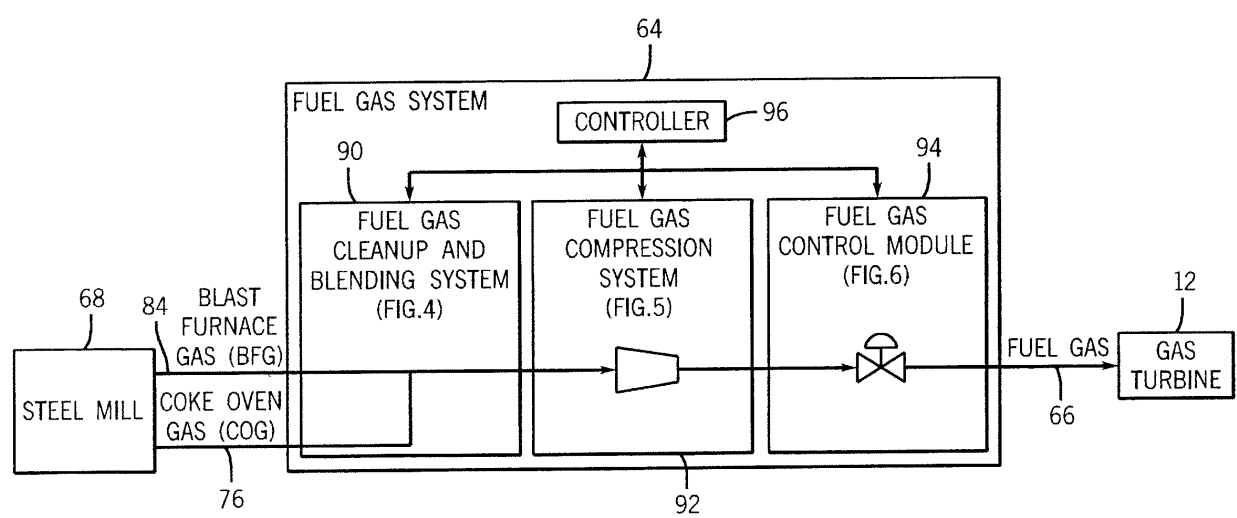 64
FUEL GAS SYSTEM
CONTROLLER
96
90
94
FUEL GAS
CLEANUP AND
BLENDING SYSTEM
(FIG.4)
FUEL GAS
COMPRESSION
SYSTEM
(FIG.5)
FUEL GAS
CONTROL MODULE
(FIG.6)
68
84
BLAST
FURNACE
GAS (BFG)
12
STEEL MILL
COKE OVEN
GAS (COG)
FUEL GAS
GAS
TURBINE
66
76
92